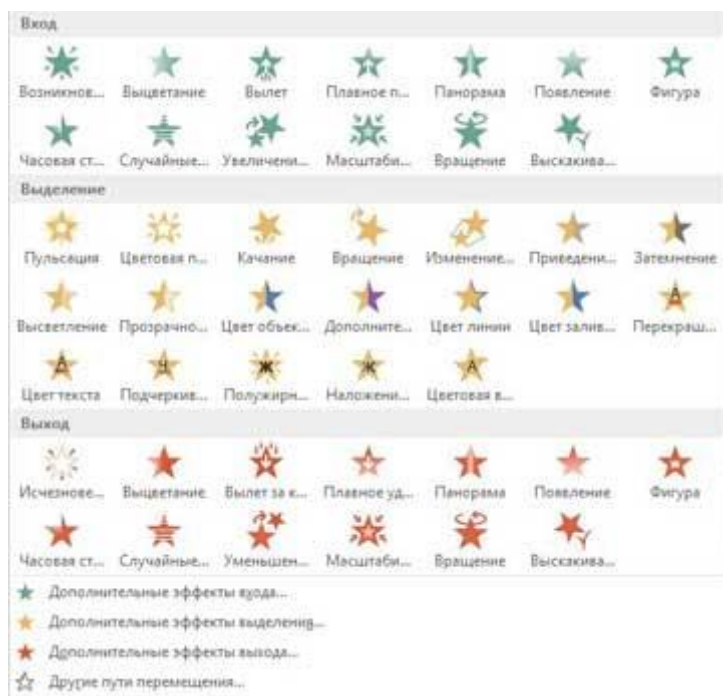 Вход
Возникнов... Выцветание Вылет Плавное п... Панорама Появление Фигура
Часовая ст... Случайные... Увеличени... Масштаби... Вращение Выскакива...
Выделение
Пульсация Цветовая п... Качание Вращение Изменение... Приведени... Затемнение
Высветление Прозрачно... Цвет объек... Дополните... Цвет линии Цвет залив... Перекраш...
Цвет текста Подчеркив... Полужирн... Наложени... Цветовая в...
Выход
Исчезнове... Выцветание Вылет за к... Плавное уд... Панорама Появление Фигура
Часовая ст... Случайные... Уменьшен... Масштаби... Вращение Выскакива...
Дополнительные эффекты входа...
Дополнительные эффекты выделения...
Дополнительные эффекты выхода...
Другие пути перемещения...